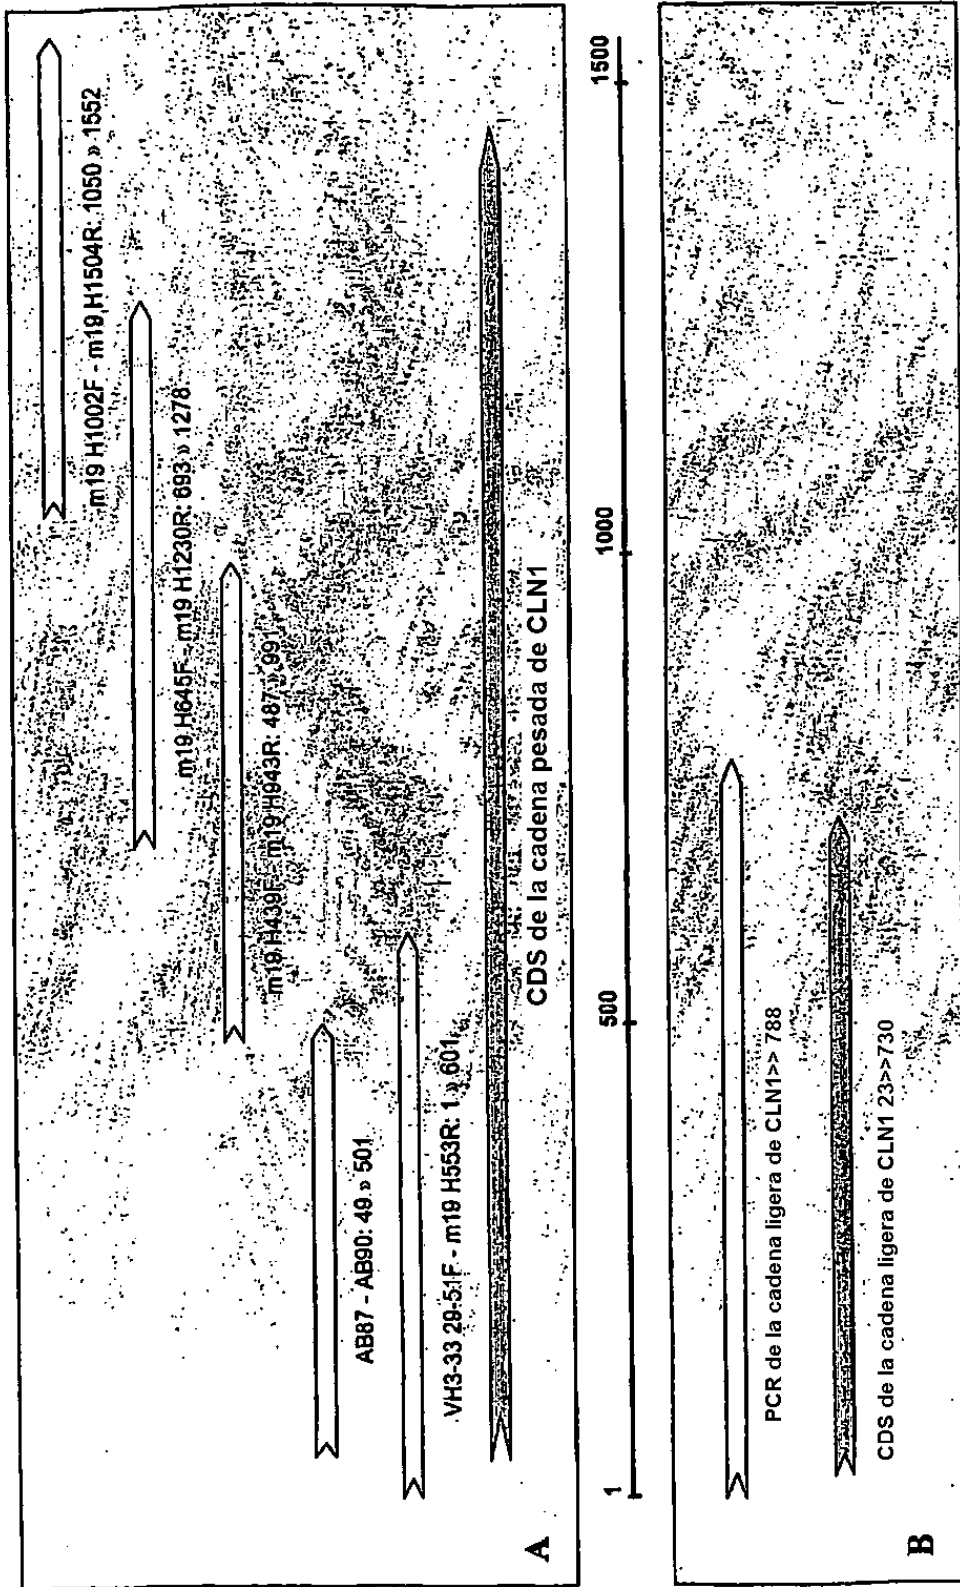 m19 H1002F - m19,H1504R. 1050 » 1552
m19,H645F - m19 H1230R: 693 » 1278
m19,H439F - m19,H943R: 487 » 991
AB87 - AB90: 49 » 501
VH3-33 29-51F - m19 H553R: 1 » 601
CDS de la cadena pesada de CLN1
A
1
500
1000
1500
PCR de la cadena ligera de CLN1>> 788
CDS de la cadena ligera de CLN1 23>>730
B